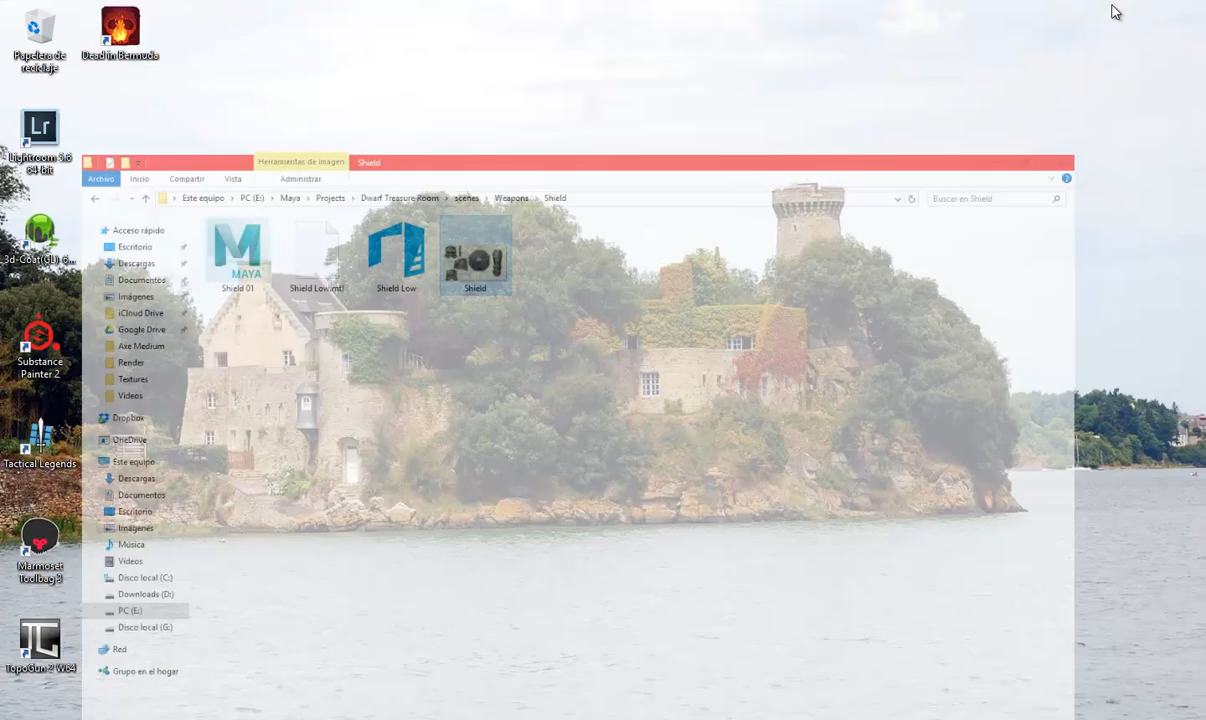 Papelera de
reciclaje
Dead in Bermuda
Lr
Lightroom 5.6
64-bit
3d-Coat(GL) 6...
Substance
Painter 2
Tactical Legends
Marmoset
Toolbag 3
TopoGun 2 W64
Herramientas de imagen
Shield
Archivo
Inicio
Compartir
Vista
Administrar
Este equipo
PC (E:)
Maya
Projects
Dwarf Treasure Room
scenes
Weapons
Shield
Buscar en Shield
Acceso rápido
Escritorio
Descargas
Documentos
Imágenes
iCloud Drive
Google Drive
Axe Medium
Render
Textures
Videos
Dropbox
OneDrive
Este equipo
Descargas
Documentos
Escritorio
Imágenes
Música
Vídeos
Disco local (C:)
Downloads (D:)
PC (E:)
Disco local (G:)
Red
Grupo en el hogar
MAYA
Shield 01
Shield Low.mtl
Shield Low
Shield